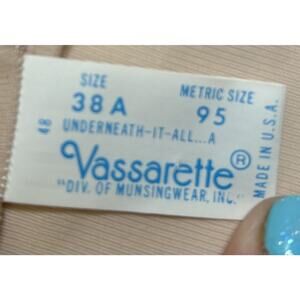 SIZE METRIC SIZE
38A 95
UNDERNEATH-IT-ALL...A
Vassarette®
"DIV. OF MUNSINGWEAR, INC."
48
MADE IN U.S.A.